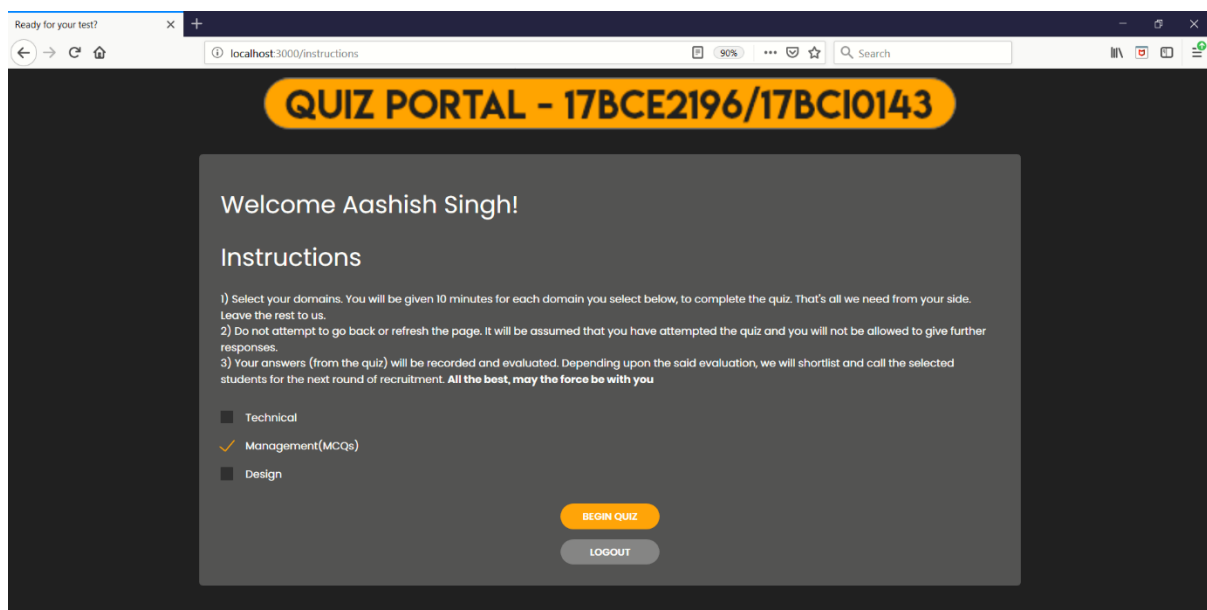 Ready for your test?
localhost:3000/instructions
90%
Search
QUIZ PORTAL - 17BCE2196/17BCI0143
Welcome Aashish Singh!
Instructions
1) Select your domains. You will be given 10 minutes for each domain you select below, to complete the quiz. That's all we need from your side.
Leave the rest to us.
2) Do not attempt to go back or refresh the page. It will be assumed that you have attempted the quiz and you will not be allowed to give further
responses.
3) Your answers (from the quiz) will be recorded and evaluated. Depending upon the said evaluation, we will shortlist and call the selected
students for the next round of recruitment. All the best, may the force be with you
Technical
Management(MCQs)
Design
BEGIN QUIZ
LOGOUT